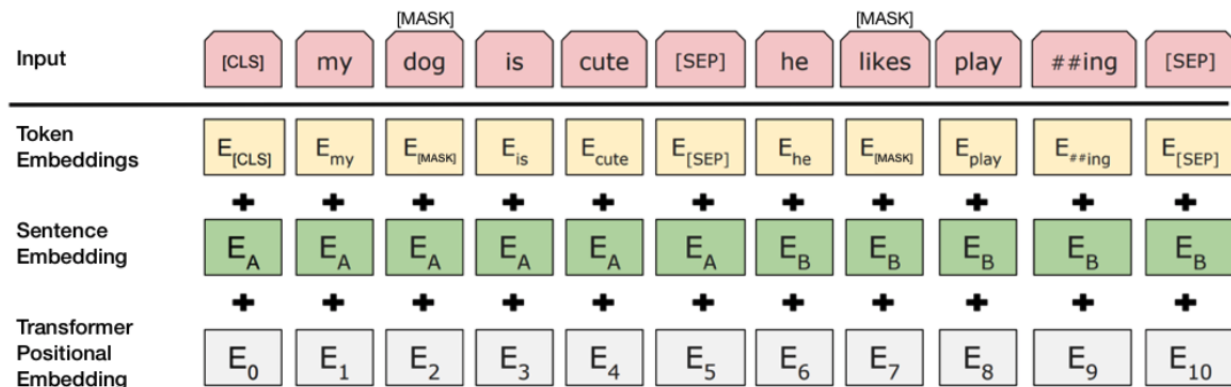 [MASK] [MASK]
Input [CLS] my dog is cute [SEP] he likes play ##ing [SEP]
Token
Embeddings
E[CLS] Emy E[MASK] Eis Ecute E[SEP] Ehe E[MASK] Eplay E##ing E[SEP]
+ + + + + + + + + + +
Sentence
Embedding
EA EA EA EA EA EA EB EB EB EB EB
+ + + + + + + + + + +
Transformer
Positional
Embedding
E0 E1 E2 E3 E4 E5 E6 E7 E8 E9 E10